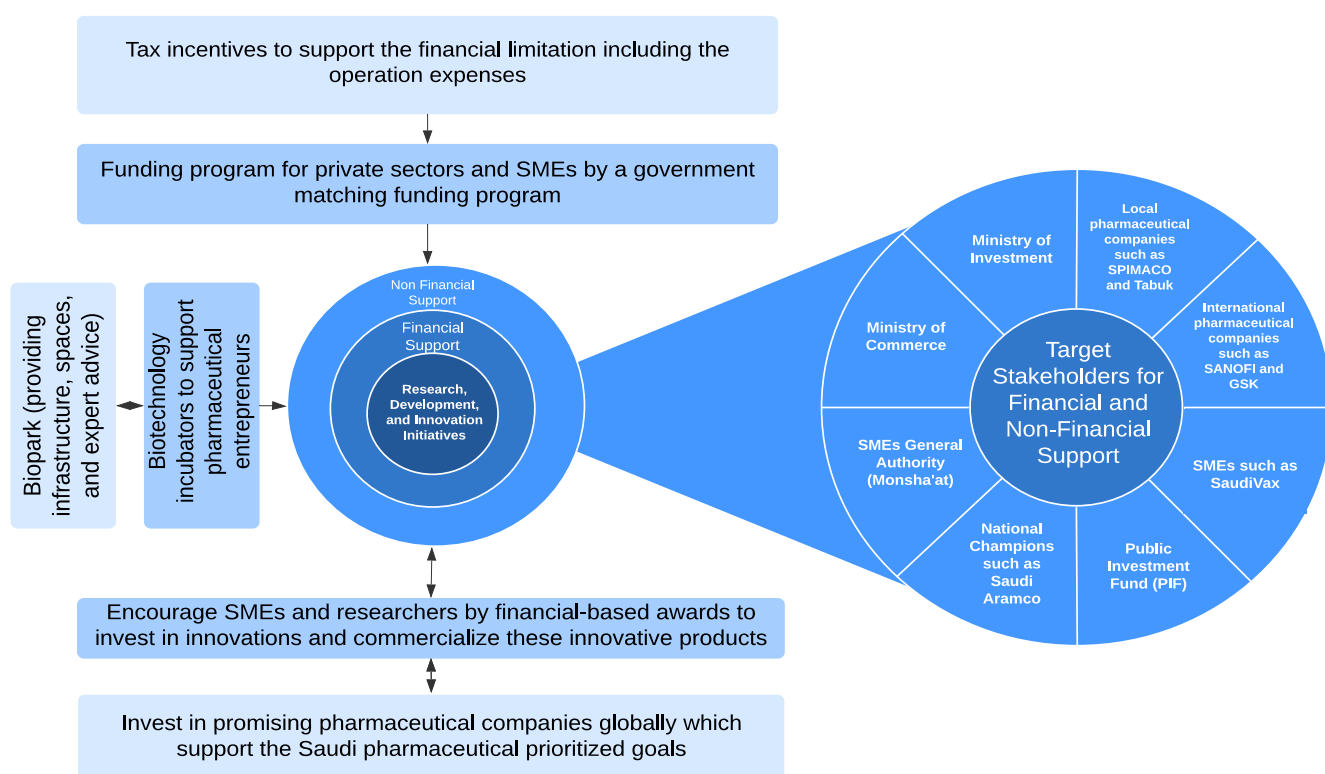 Tax incentives to support the financial limitation including the
operation expenses
Funding program for private sectors and SMEs by a government
matching funding program
Biopark (providing
infrastructure, spaces,
and expert advice)
Biotechnology
incubators to support
pharmaceutical
entrepreneurs
Non Financial
Support
Financial
Support
Research,
Development,
and Innovation
Initiatives
Encourage SMEs and researchers by financial-based awards to
invest in innovations and commercialize these innovative products
Invest in promising pharmaceutical companies globally which
support the Saudi pharmaceutical prioritized goals
Target
Stakeholders for
Financial and
Non-Financial
Support
Ministry of
Investment
Local
pharmaceutical
companies
such as
SPIMACO
and Tabuk
International
pharmaceutical
companies
such as
SANOFI and
GSK
SMEs such as
SaudiVax
Public
Investment
Fund (PIF)
National
Champions
such as
Saudi
Aramco
SMEs General
Authority
(Monsha'at)
Ministry of
Commerce